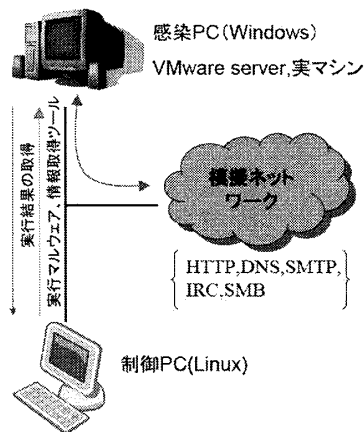 感染PC(Windows)
VMware server,実マシン
実行結果の取得
実行マルウェア、情報取得ツール
模擬ネット
ワーク
HTTP,DNS,SMTP,
IRC,SMB
制御PC(Linux)